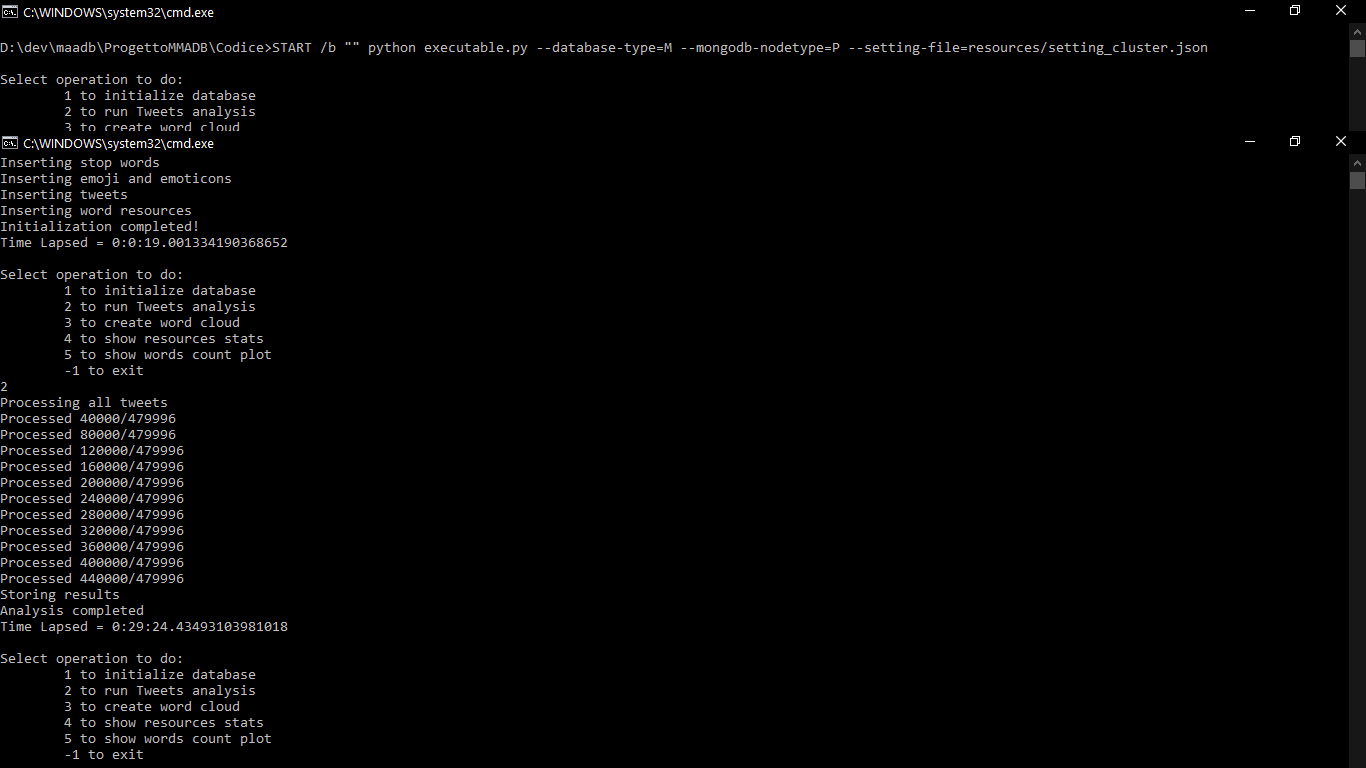 C:\WINDOWS\system32\cmd.exe
D:\dev\maadb\ProgettoMMADB\Codice>START /b "" python executable.py --database-type=M --mongodb-nodetype=P --setting-file=resources/setting_cluster.json
Select operation to do:
1 to initialize database
2 to run Tweets analysis
3 to create word cloud
C:\WINDOWS\system32\cmd.exe
Inserting stop words
Inserting emoji and emoticons
Inserting tweets
Inserting word resources
Initialization completed!
Time Lapsed = 0:0:19.001334190368652
Select operation to do:
1 to initialize database
2 to run Tweets analysis
3 to create word cloud
4 to show resources stats
5 to show words count plot
-1 to exit
2
Processing all tweets
Processed 40000/479996
Processed 80000/479996
Processed 120000/479996
Processed 160000/479996
Processed 200000/479996
Processed 240000/479996
Processed 280000/479996
Processed 320000/479996
Processed 360000/479996
Processed 400000/479996
Processed 440000/479996
Storing results
Analysis completed
Time Lapsed = 0:29:24.43493103981018
Select operation to do:
1 to initialize database
2 to run Tweets analysis
3 to create word cloud
4 to show resources stats
5 to show words count plot
-1 to exit